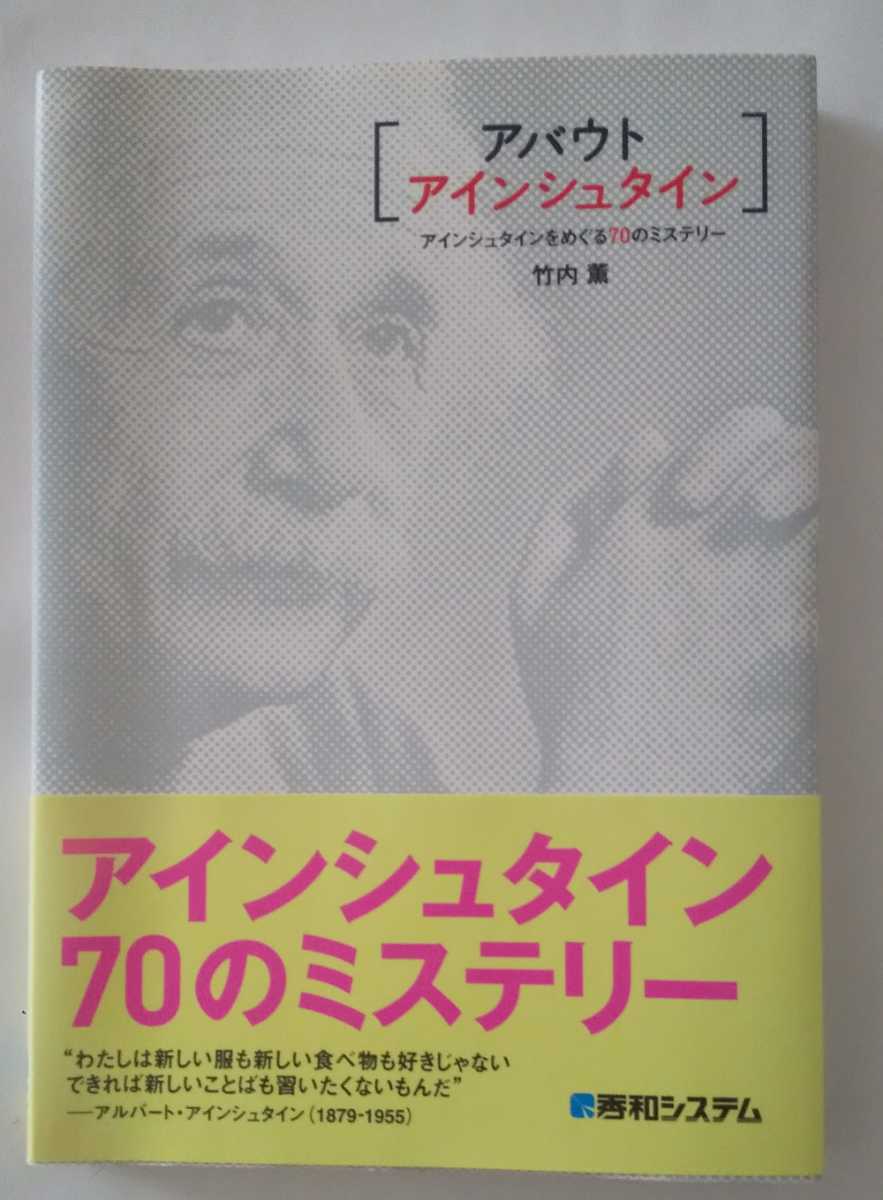 アバウト
アインシュタイン
アインシュタインをめぐる70のミステリー
竹内 薫
アインシュタイン
70のミステリー
“わたしは新しい服も新しい食べ物も好きじゃない
できれば新しいことばも習いたくないもんだ”
──アルバート・アインシュタイン(1879-1955)
秀和システム